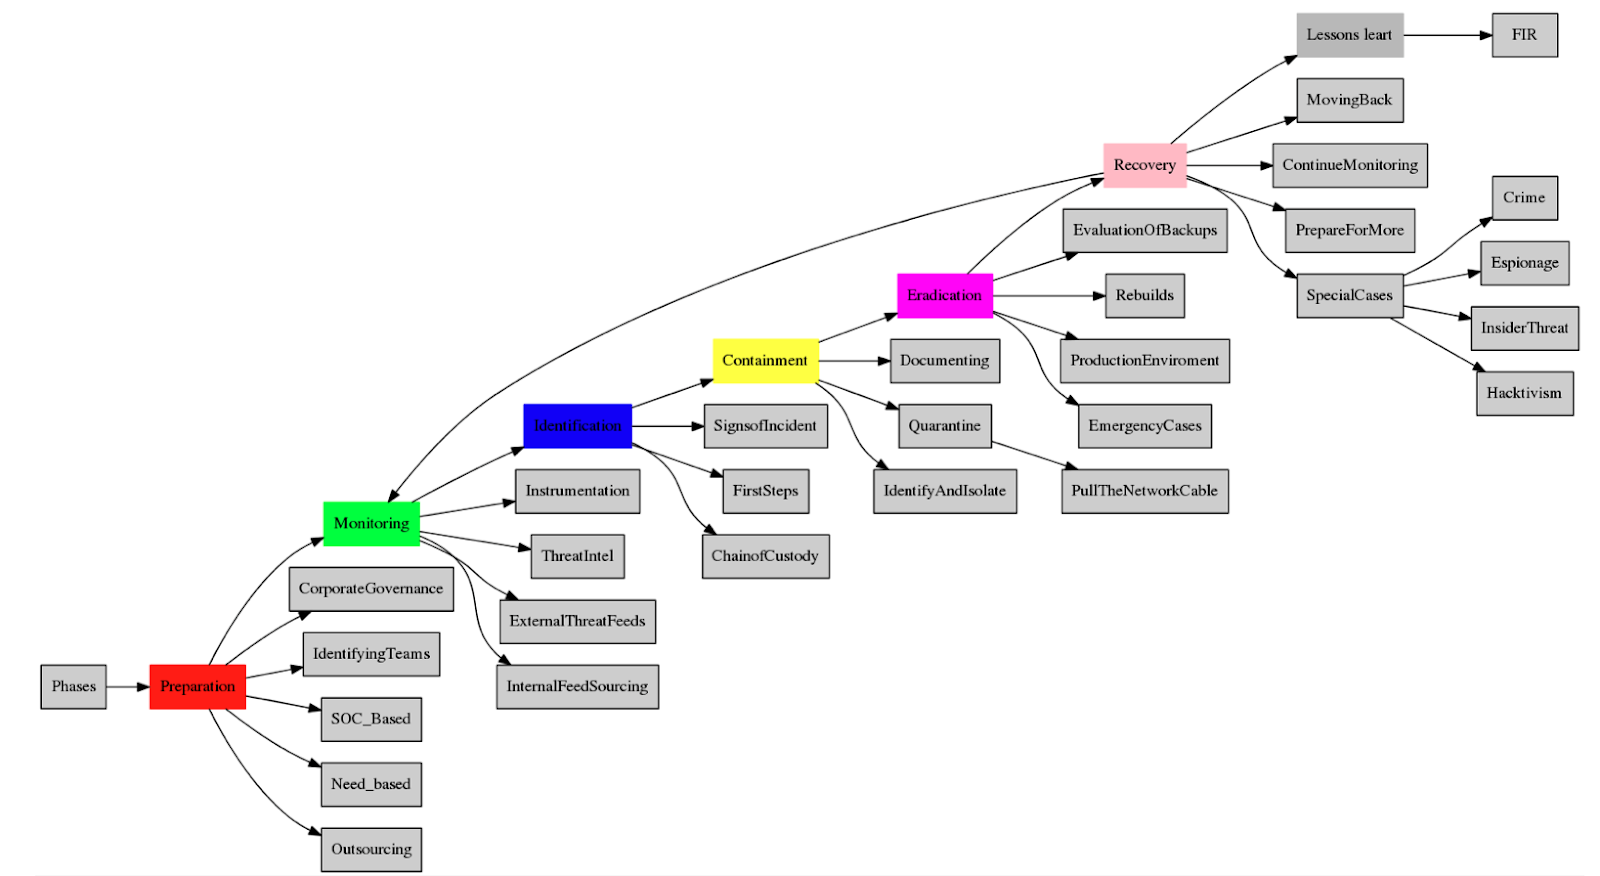 Lessons leart
FIR
MovingBack
Recovery
ContinueMonitoring
Crime
EvaluationOfBackups
PrepareForMore
Espionage
Eradication
Rebuilds
SpecialCases
InsiderThreat
Containment
Documenting
ProductionEnviroment
Hacktivism
Identification
SignsofIncident
Quarantine
EmergencyCases
Instrumentation
FirstSteps
IdentifyAndIsolate
PullTheNetworkCable
Monitoring
ThreatIntel
ChainofCustody
CorporateGovernance
ExternalThreatFeeds
IdentifyingTeams
Phases
Preparation
InternalFeedSourcing
SOC_Based
Need_based
Outsourcing